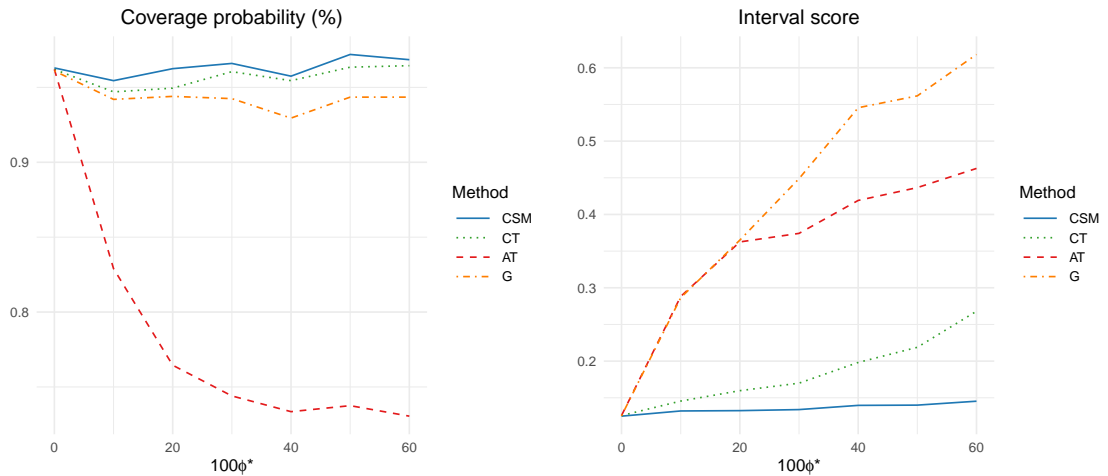 Coverage probability (%)
0.9
0.8
0
20
40
60
100ϕ*
Method
CSM
CT
AT
G
Interval score
0.6
0.5
0.4
0.3
0.2
0
20
40
60
100ϕ*
Method
CSM
CT
AT
G